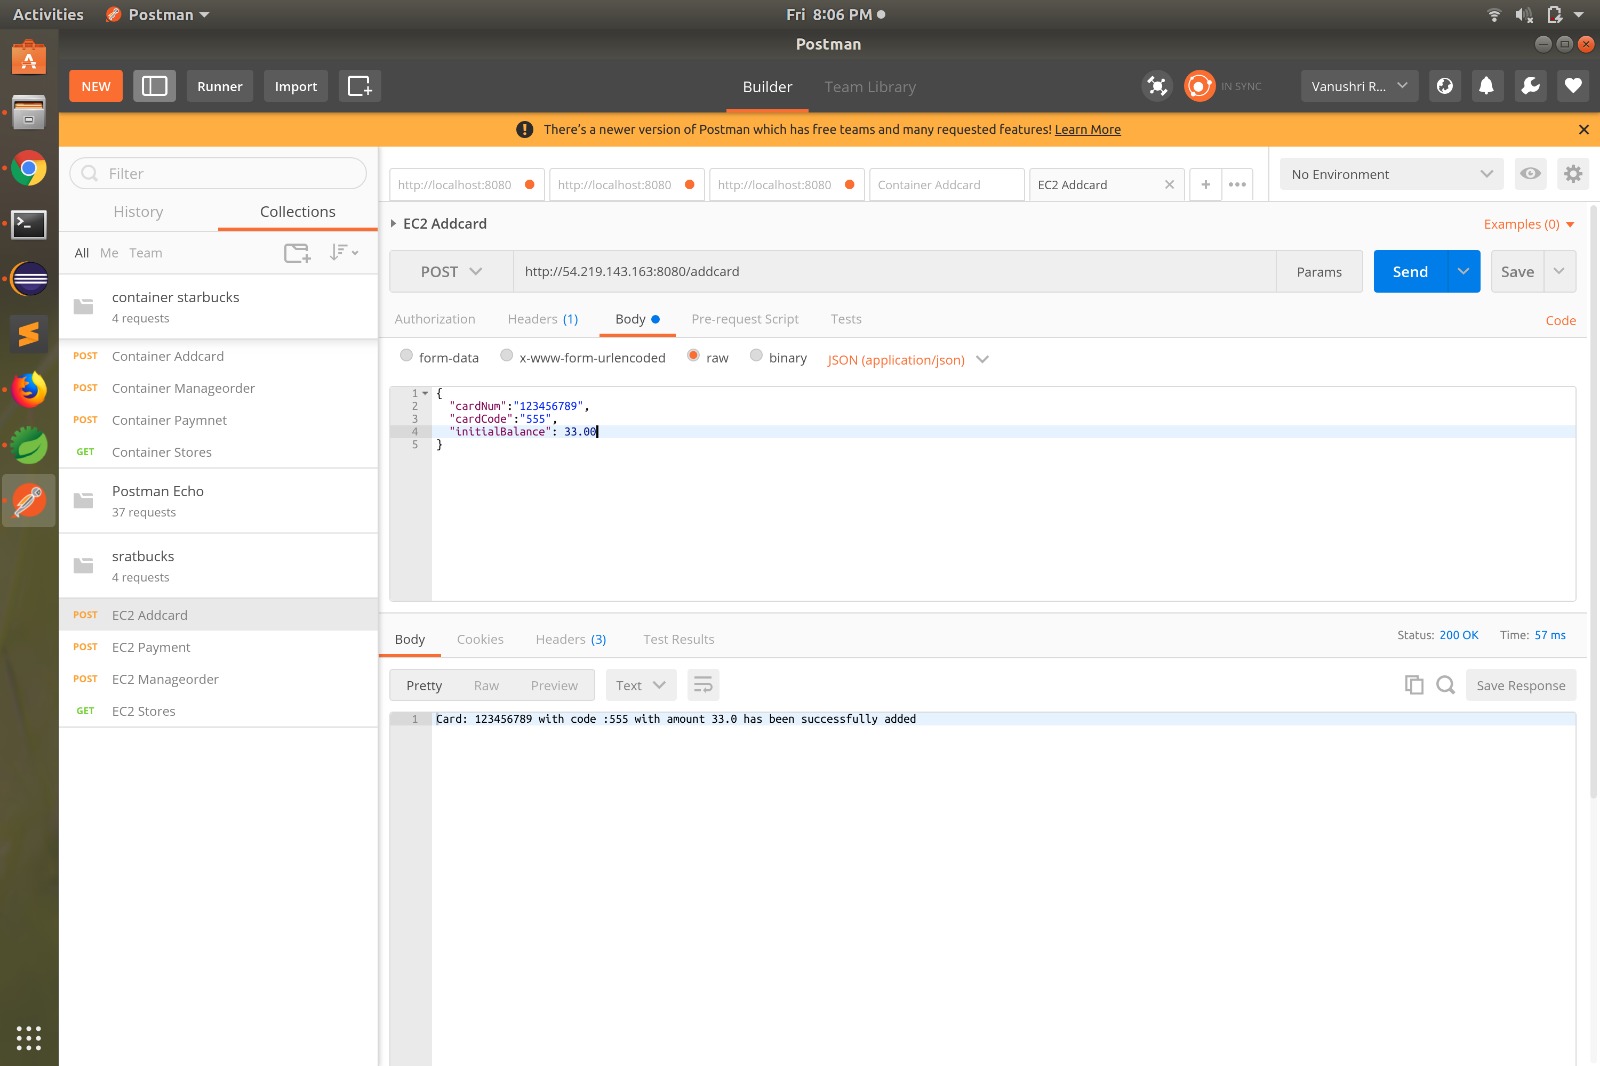 Activities Postman Fri 8:06 PM
Postman
NEW Runner Import Builder Team Library IN SYNC Vanushri R...
There's a newer version of Postman which has free teams and many requested features! Learn More
Filter
History Collections
All Me Team
container starbucks
4 requests
POST Container Addcard
POST Container Manageorder
POST Container Paymnet
GET Container Stores
Postman Echo
37 requests
sratbucks
4 requests
POST EC2 Addcard
POST EC2 Payment
POST EC2 Manageorder
GET EC2 Stores
http://localhost:8080 http://localhost:8080 http://localhost:8080 Container Addcard EC2 Addcard + No Environment
EC2 Addcard Examples (0)
POST http://54.219.143.163:8080/addcard Params Send Save
Authorization Headers (1) Body Pre-request Script Tests Code
form-data x-www-form-urlencoded raw binary JSON (application/json)
1 {
2 "cardNum":"123456789",
3 "cardCode":"555",
4 "initialBalance": 33.00
5 }
Body Cookies Headers (3) Test Results Status: 200 OK Time: 57 ms
Pretty Raw Preview Text Save Response
1 Card: 123456789 with code :555 with amount 33.0 has been successfully added